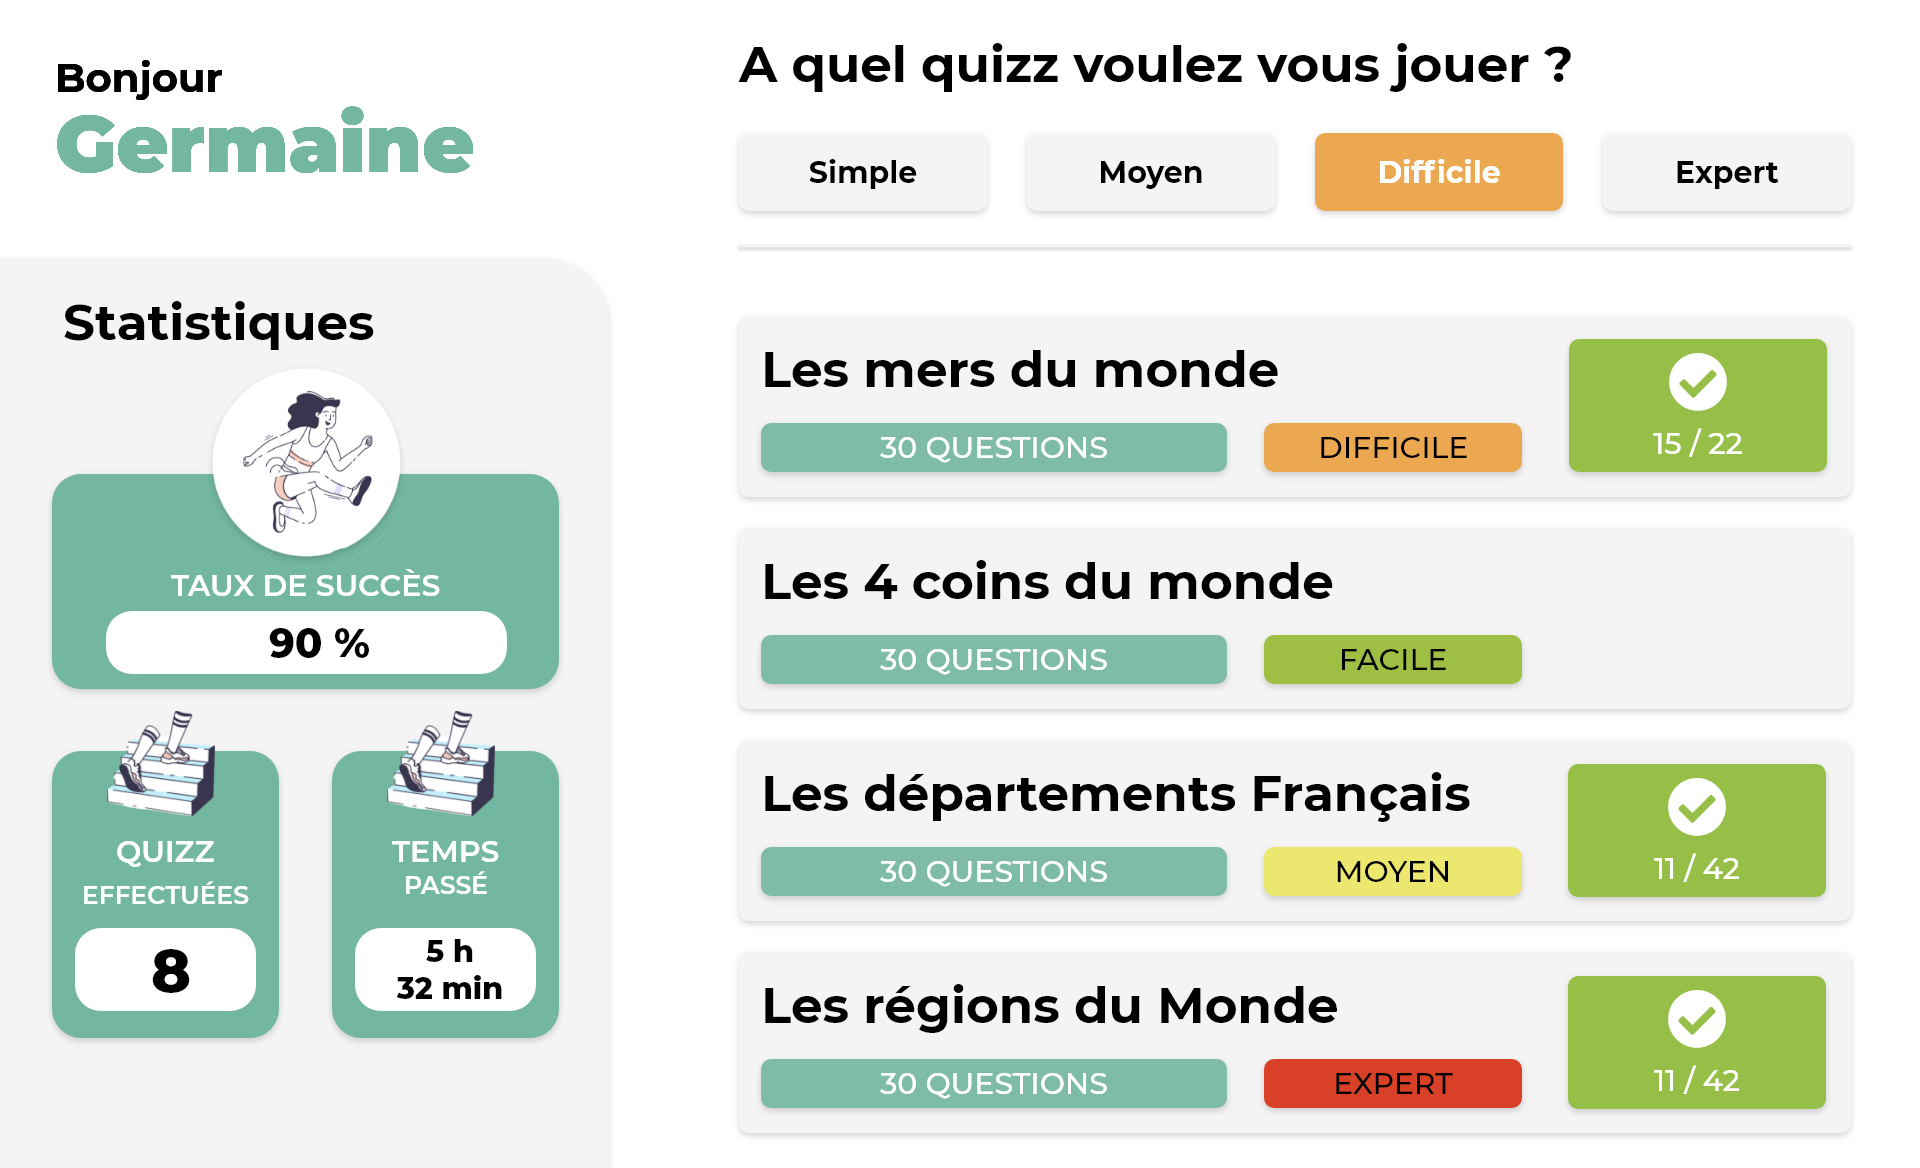 Bonjour
Germaine
Statistiques
TAUX DE SUCCÈS
90 %
QUIZZ
EFFECTUÉES
8
TEMPS
PASSÉ
5 h
32 min
A quel quizz voulez vous jouer ?
Simple
Moyen
Difficile
Expert
Les mers du monde
30 QUESTIONS
DIFFICILE
15 / 22
Les 4 coins du monde
30 QUESTIONS
FACILE
Les départements Français
30 QUESTIONS
MOYEN
11 / 42
Les régions du Monde
30 QUESTIONS
EXPERT
11 / 42